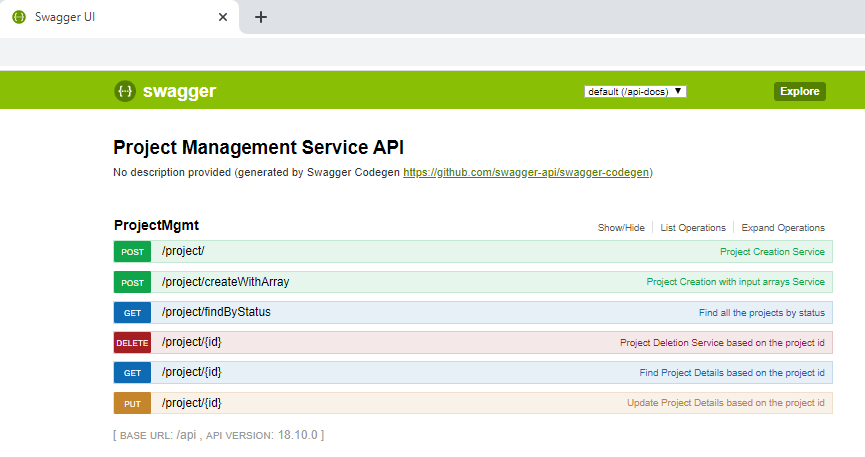 Swagger UI
swagger
default (/api-docs)
Explore
Project Management Service API
No description provided (generated by Swagger Codegen https://github.com/swagger-api/swagger-codegen)
ProjectMgmt Show/Hide List Operations Expand Operations
POST /project/ Project Creation Service
POST /project/createWithArray Project Creation with input arrays Service
GET /project/findByStatus Find all the projects by status
DELETE /project/{id} Project Deletion Service based on the project id
GET /project/{id} Find Project Details based on the project id
PUT /project/{id} Update Project Details based on the project id
[ BASE URL: /api , API VERSION: 18.10.0 ]